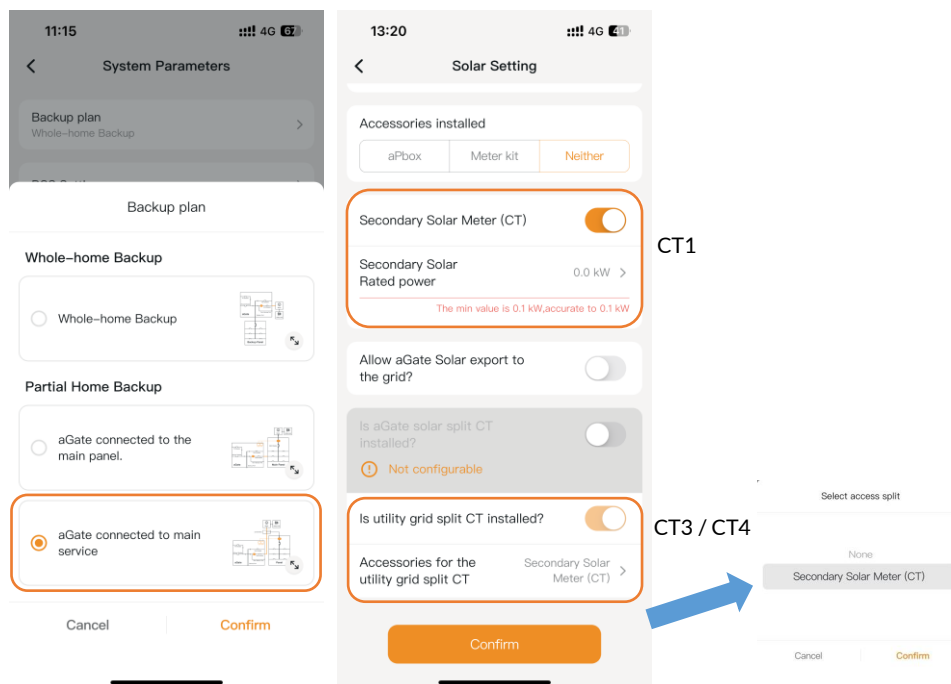 11:15
4G 67
System Parameters
Backup plan
Whole-home Backup
Backup plan
Whole-home Backup
Whole-home Backup
Partial Home Backup
aGate connected to the
main panel.
aGate connected to main
service
Cancel
Confirm
13:20
4G 41
Solar Setting
Accessories installed
aPbox
Meter kit
Neither
Secondary Solar Meter (CT)
Secondary Solar
Rated power
0.0 kW
The min value is 0.1 kW,accurate to 0.1 kW
CT1
Allow aGate Solar export to
the grid?
Is aGate solar split CT
installed?
Not configurable
Is utility grid split CT installed?
CT3 / CT4
Accessories for the
utility grid split CT
Secondary Solar
Meter (CT)
Confirm
Select access split
None
Secondary Solar Meter (CT)
Cancel
Confirm